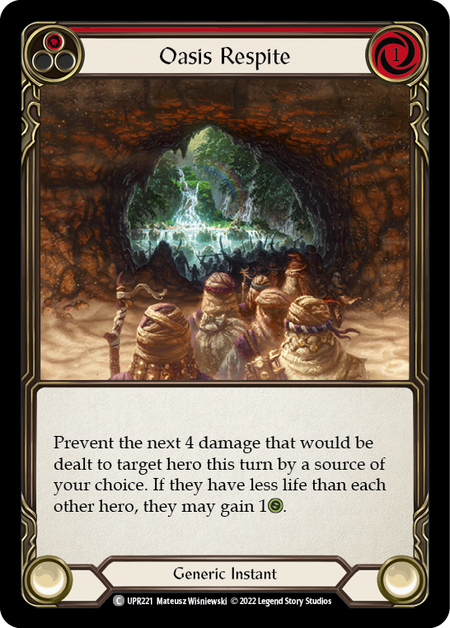 Oasis Respite
1
Prevent the next 4 damage that would be
dealt to target hero this turn by a source of
your choice. If they have less life than each
other hero, they may gain 1.
Generic Instant
C UPR221 Mateusz Wiśniewski © 2022 Legend Story Studios